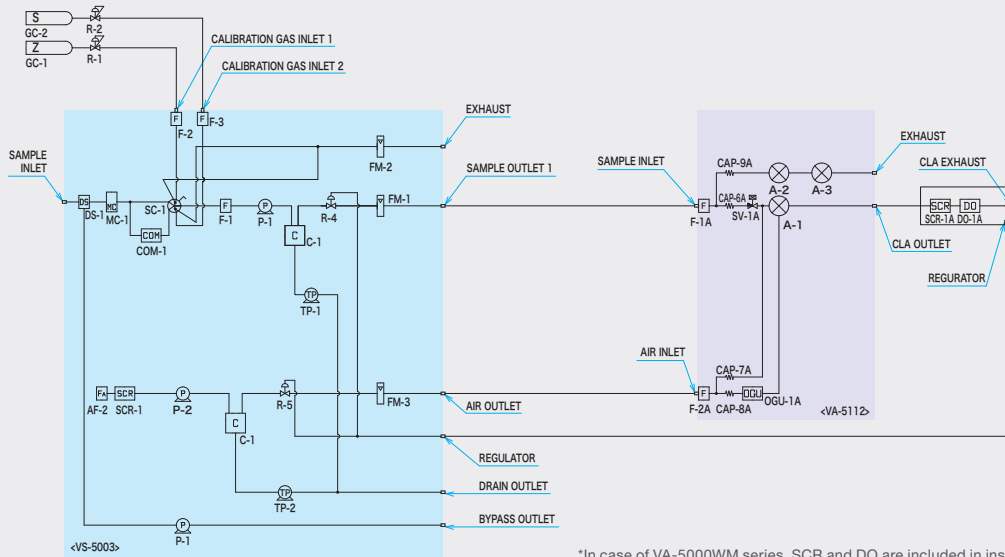 S
GC-2
R-2
Z
GC-1
R-1
CALIBRATION GAS INLET 1
CALIBRATION GAS INLET 2
F
F-2
F
F-3
EXHAUST
FM-2
SAMPLE
INLET
SAMPLE OUTLET 1
FM-1
DS
DS-1
MC
MC-1
SC-1
COM
COM-1
F
F-1
P
P-1
R-4
C
C-1
TP
TP-1
SAMPLE INLET
F
F-1A
CAP-9A
A-2
A-3
EXHAUST
CAP-6A
SV-1A
A-1
CLA EXHAUST
SCR
DO
SCR-1A
DO-1A
CLA OUTLET
REGURATOR
AIR INLET
CAP-7A
F
F-2A
CAP-8A
OGU
OGU-1A
<VA-5112>
FA
AF-2
SCR
SCR-1
P
P-2
C
C-1
R-5
FM-3
AIR OUTLET
REGULATOR
TP
TP-2
DRAIN OUTLET
P
P-1
BYPASS OUTLET
<VS-5003>
*In case of VA-5000WM series, SCR and DO are included in ins